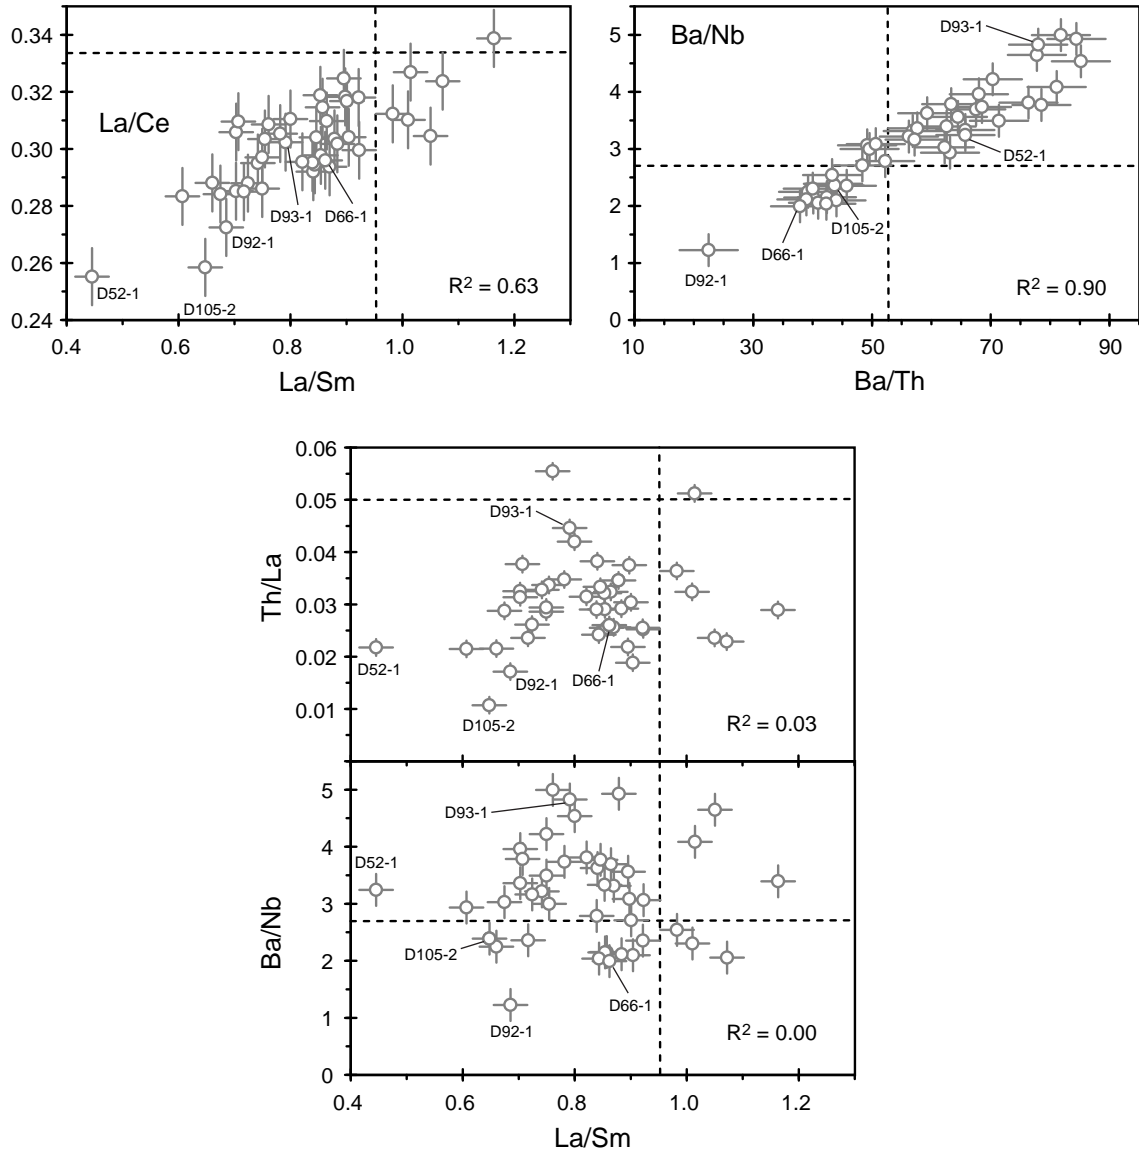 0.34
0.32
0.30
0.28
0.26
0.24
La/Ce
D93-1
D66-1
D92-1
D52-1
D105-2
R² = 0.63
0.4
0.6
0.8
1.0
1.2
La/Sm
5
4
3
2
1
0
Ba/Nb
D93-1
D52-1
D105-2
D66-1
D92-1
R² = 0.90
10
30
50
70
90
Ba/Th
0.06
0.05
0.04
0.03
0.02
0.01
Th/La
D93-1
D52-1
D92-1
D66-1
D105-2
R² = 0.03
5
4
3
2
1
0
Ba/Nb
D93-1
D52-1
D105-2
D66-1
D92-1
R² = 0.00
0.4
0.6
0.8
1.0
1.2
La/Sm